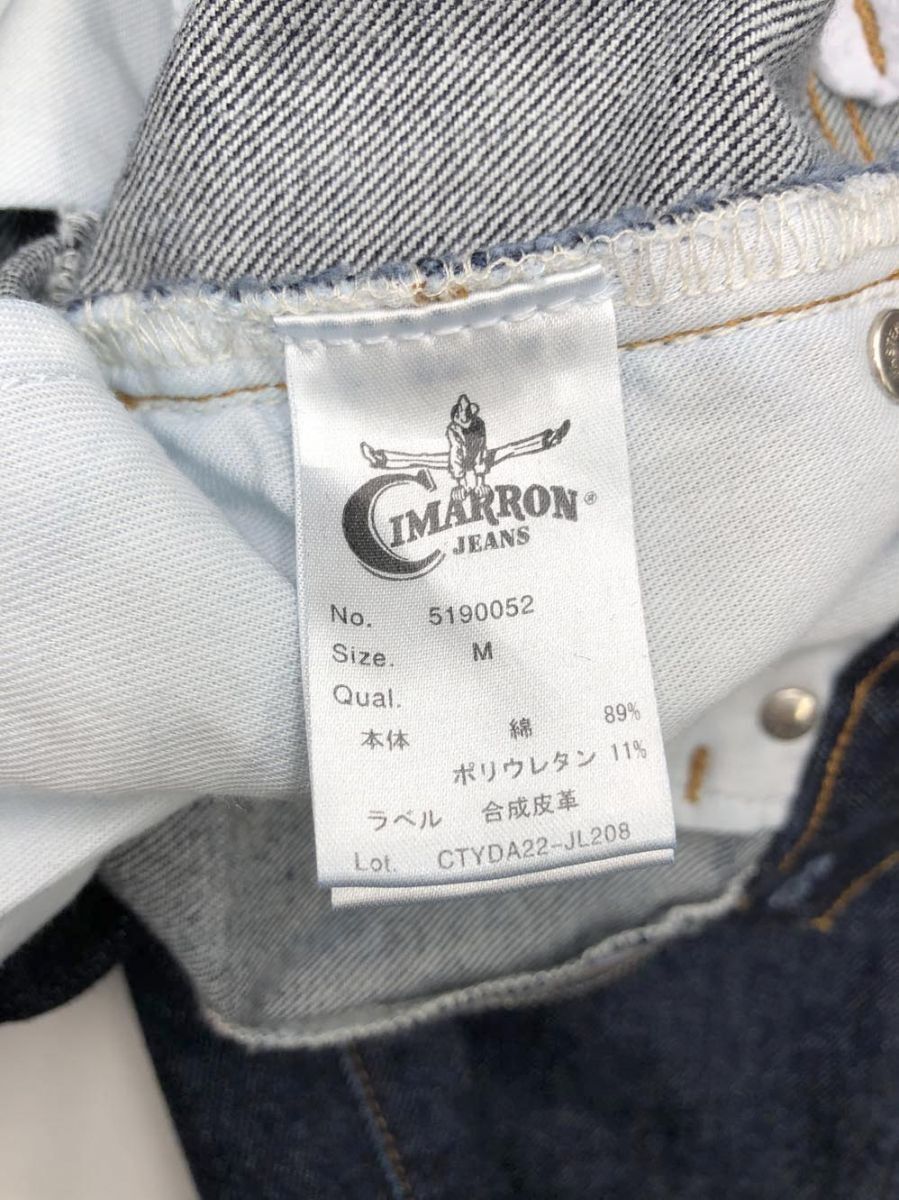 CIMARRON®
JEANS
No. 5190052
Size. M
Qual.
本体 綿 89%
ポリウレタン 11%
ラベル 合成皮革
Lot. CTYDA22-JL208